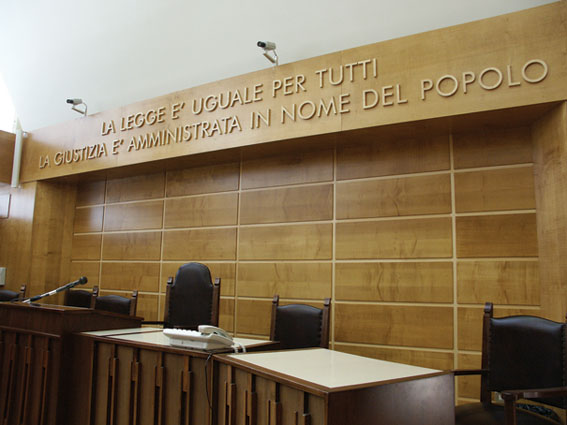 LA LEGGE E' UGUALE PER TUTTI
LA GIUSTIZIA E' AMMINISTRATA IN NOME DEL POPOLO